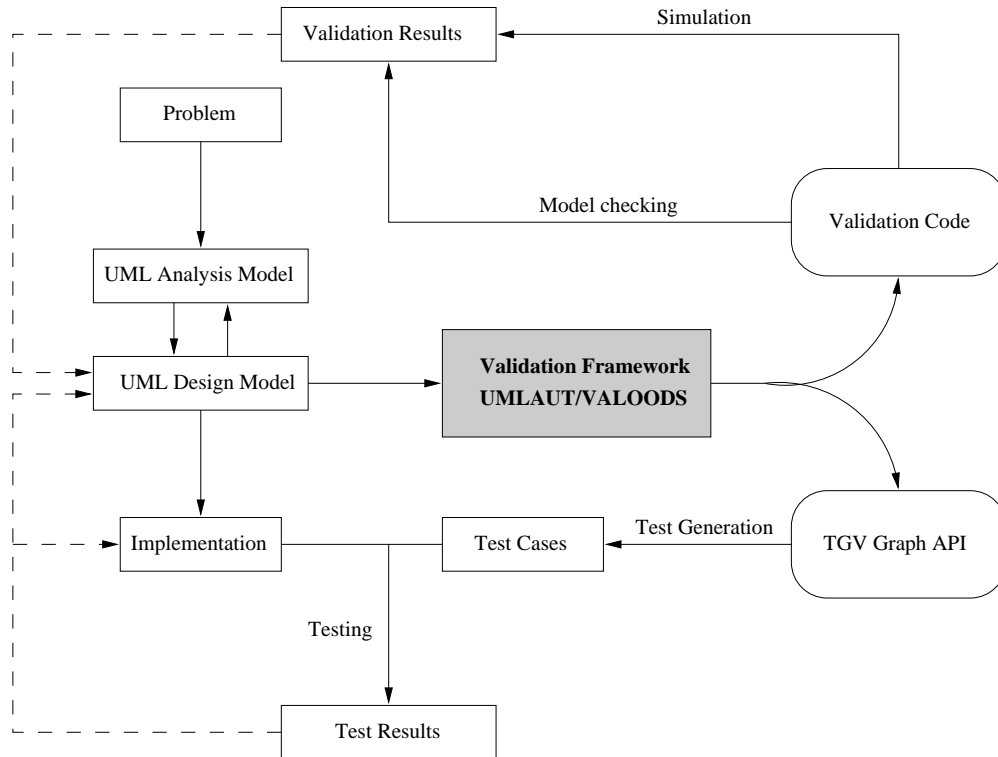 Simulation
Validation Results
Problem
Model checking
Validation Code
UML Analysis Model
Validation Framework
UMLAUT/VALOODS
UML Design Model
Test Generation
Implementation
Test Cases
TGV Graph API
Testing
Test Results